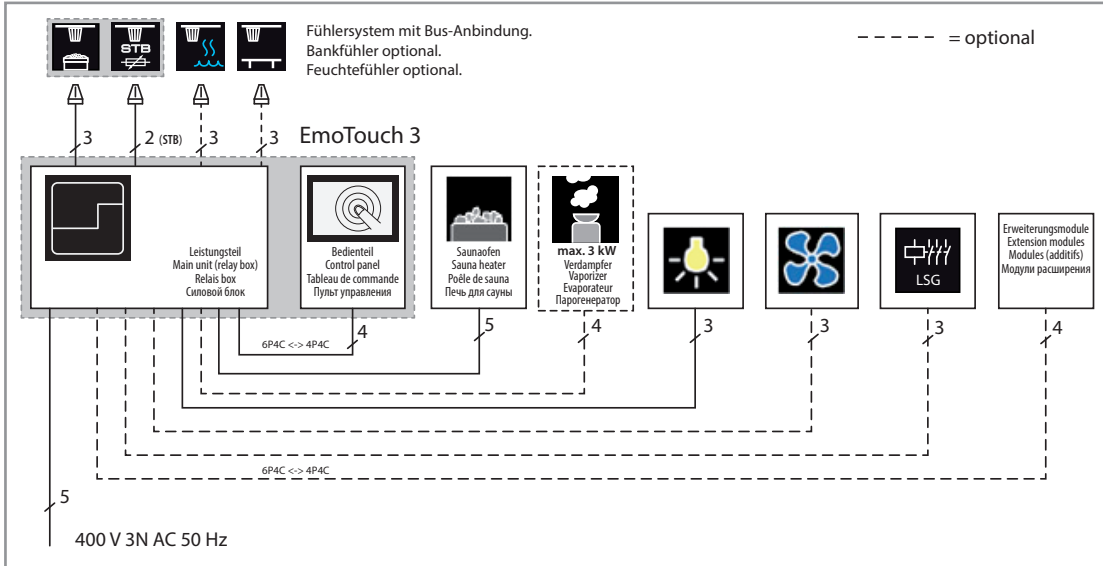 STB
Fühlersystem mit Bus-Anbindung.
Bankfühler optional.
Feuchtefühler optional.
= optional
3
2 (STB)
3
3
EmoTouch 3
Leistungsteil
Main unit (relay box)
Relais box
Силовой блок
Bedienteil
Control panel
Tableau de commande
Пульт управления
Saunaofen
Sauna heater
Poêle de sauna
Печь для сауны
max. 3 kW
Verdampfer
Vaporizer
Evaporateur
Парогенератор
LSG
Erweiterungsmodule
Extension modules
Modules (additifs)
Модули расширения
4
5
4
3
3
3
4
6P4C <-> 4P4C
6P4C <-> 4P4C
5
400 V 3N AC 50 Hz